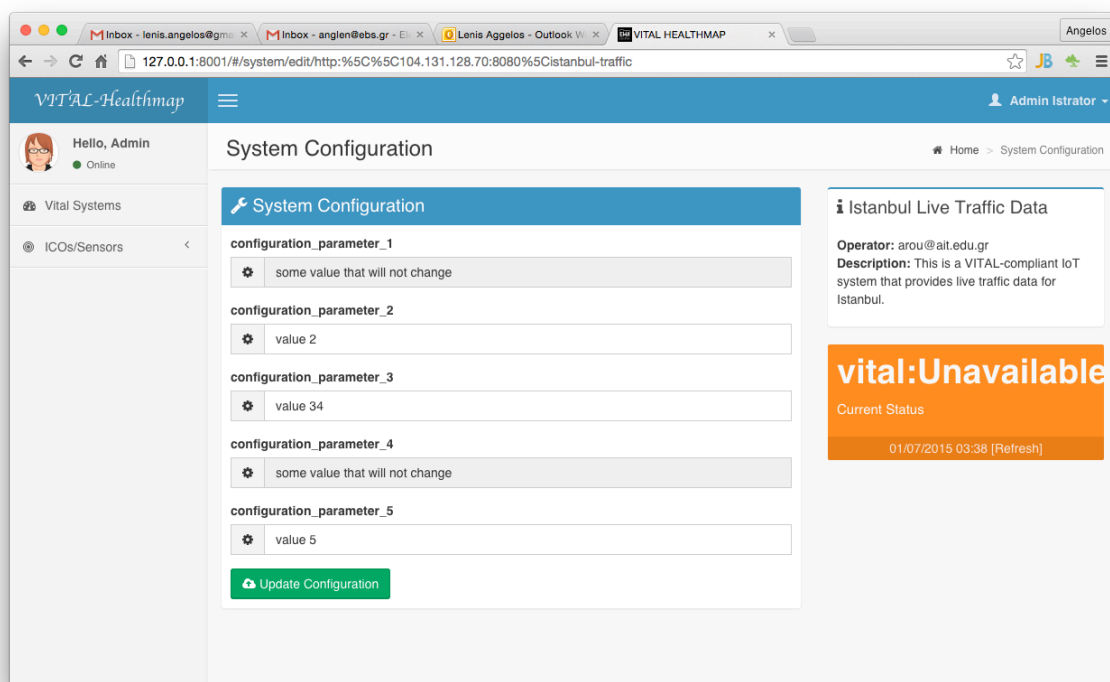 Inbox - lenis.angelos@gma
Inbox - anglen@ebs.gr - El
Lenis Aggelos - Outlook W
VITAL HEALTHMAP
Angelos
127.0.0.1:8001/#/system/edit/http:%5C%5C104.131.128.70:8080%5Cistanbul-traffic
VITAL-Healthmap
Admin Istrator
Hello, Admin
Online
System Configuration
Home > System Configuration
Vital Systems
ICOs/Sensors
System Configuration
configuration_parameter_1
some value that will not change
configuration_parameter_2
value 2
configuration_parameter_3
value 34
configuration_parameter_4
some value that will not change
configuration_parameter_5
value 5
Update Configuration
Istanbul Live Traffic Data
Operator: arou@ait.edu.gr
Description: This is a VITAL-compliant IoT
system that provides live traffic data for
Istanbul.
vital:Unavailable
Current Status
01/07/2015 03:38 [Refresh]